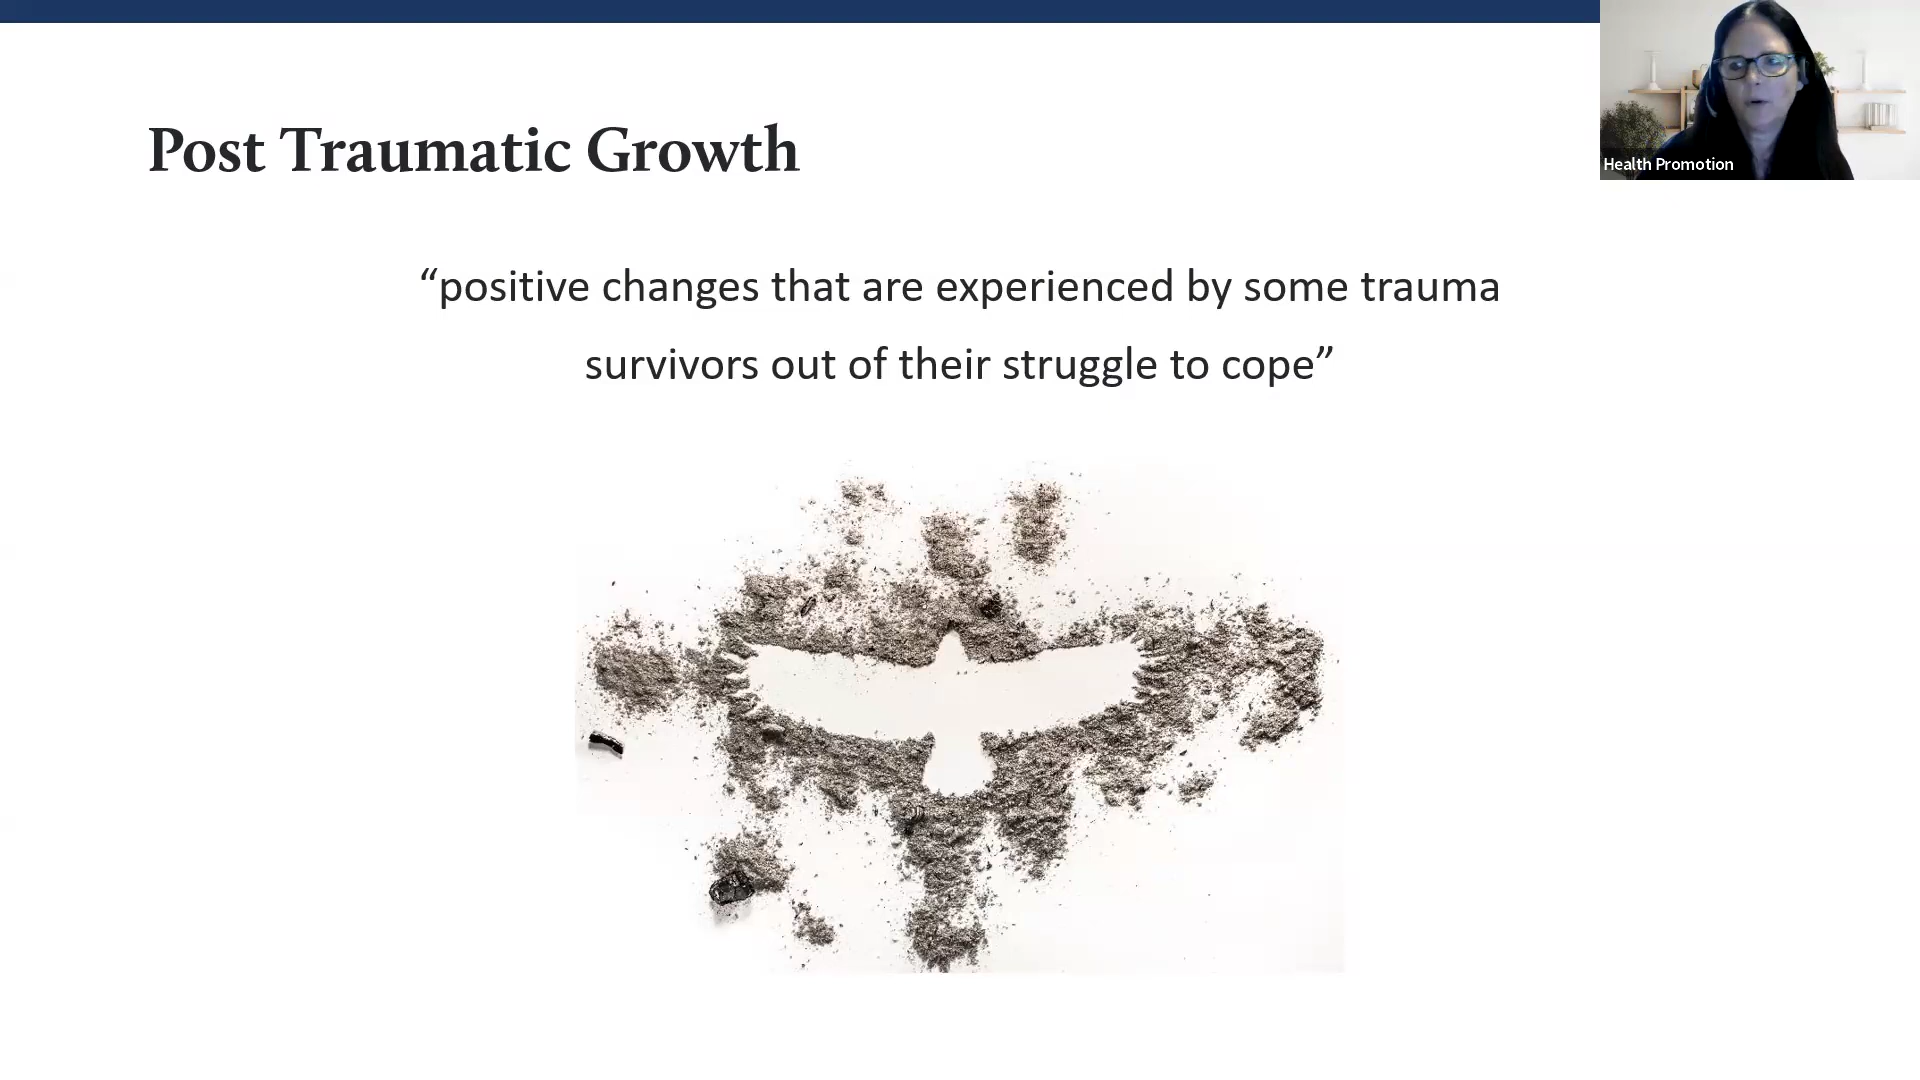 Post Traumatic Growth
“positive changes that are experienced by some trauma
survivors out of their struggle to cope”
Health Promotion